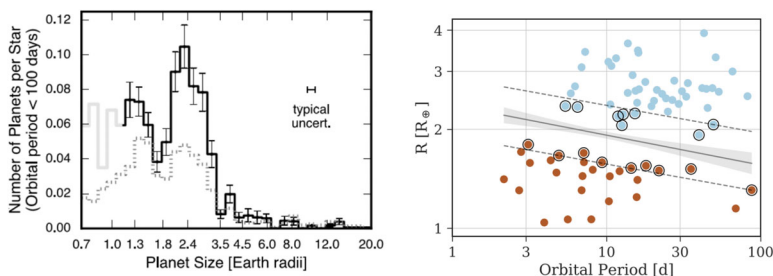 Number of Planets per Star
(Orbital period < 100 days)
0.12
0.10
0.08
0.06
0.04
0.02
0.00
typical
uncert.
0.7 1.0 1.3 1.8 2.4 3.5 4.5 6.0 8.0 12.0 20.0
Planet Size [Earth radii]
R [R⊕]
4
3
2
1
1 3 10 30 100
Orbital Period [d]